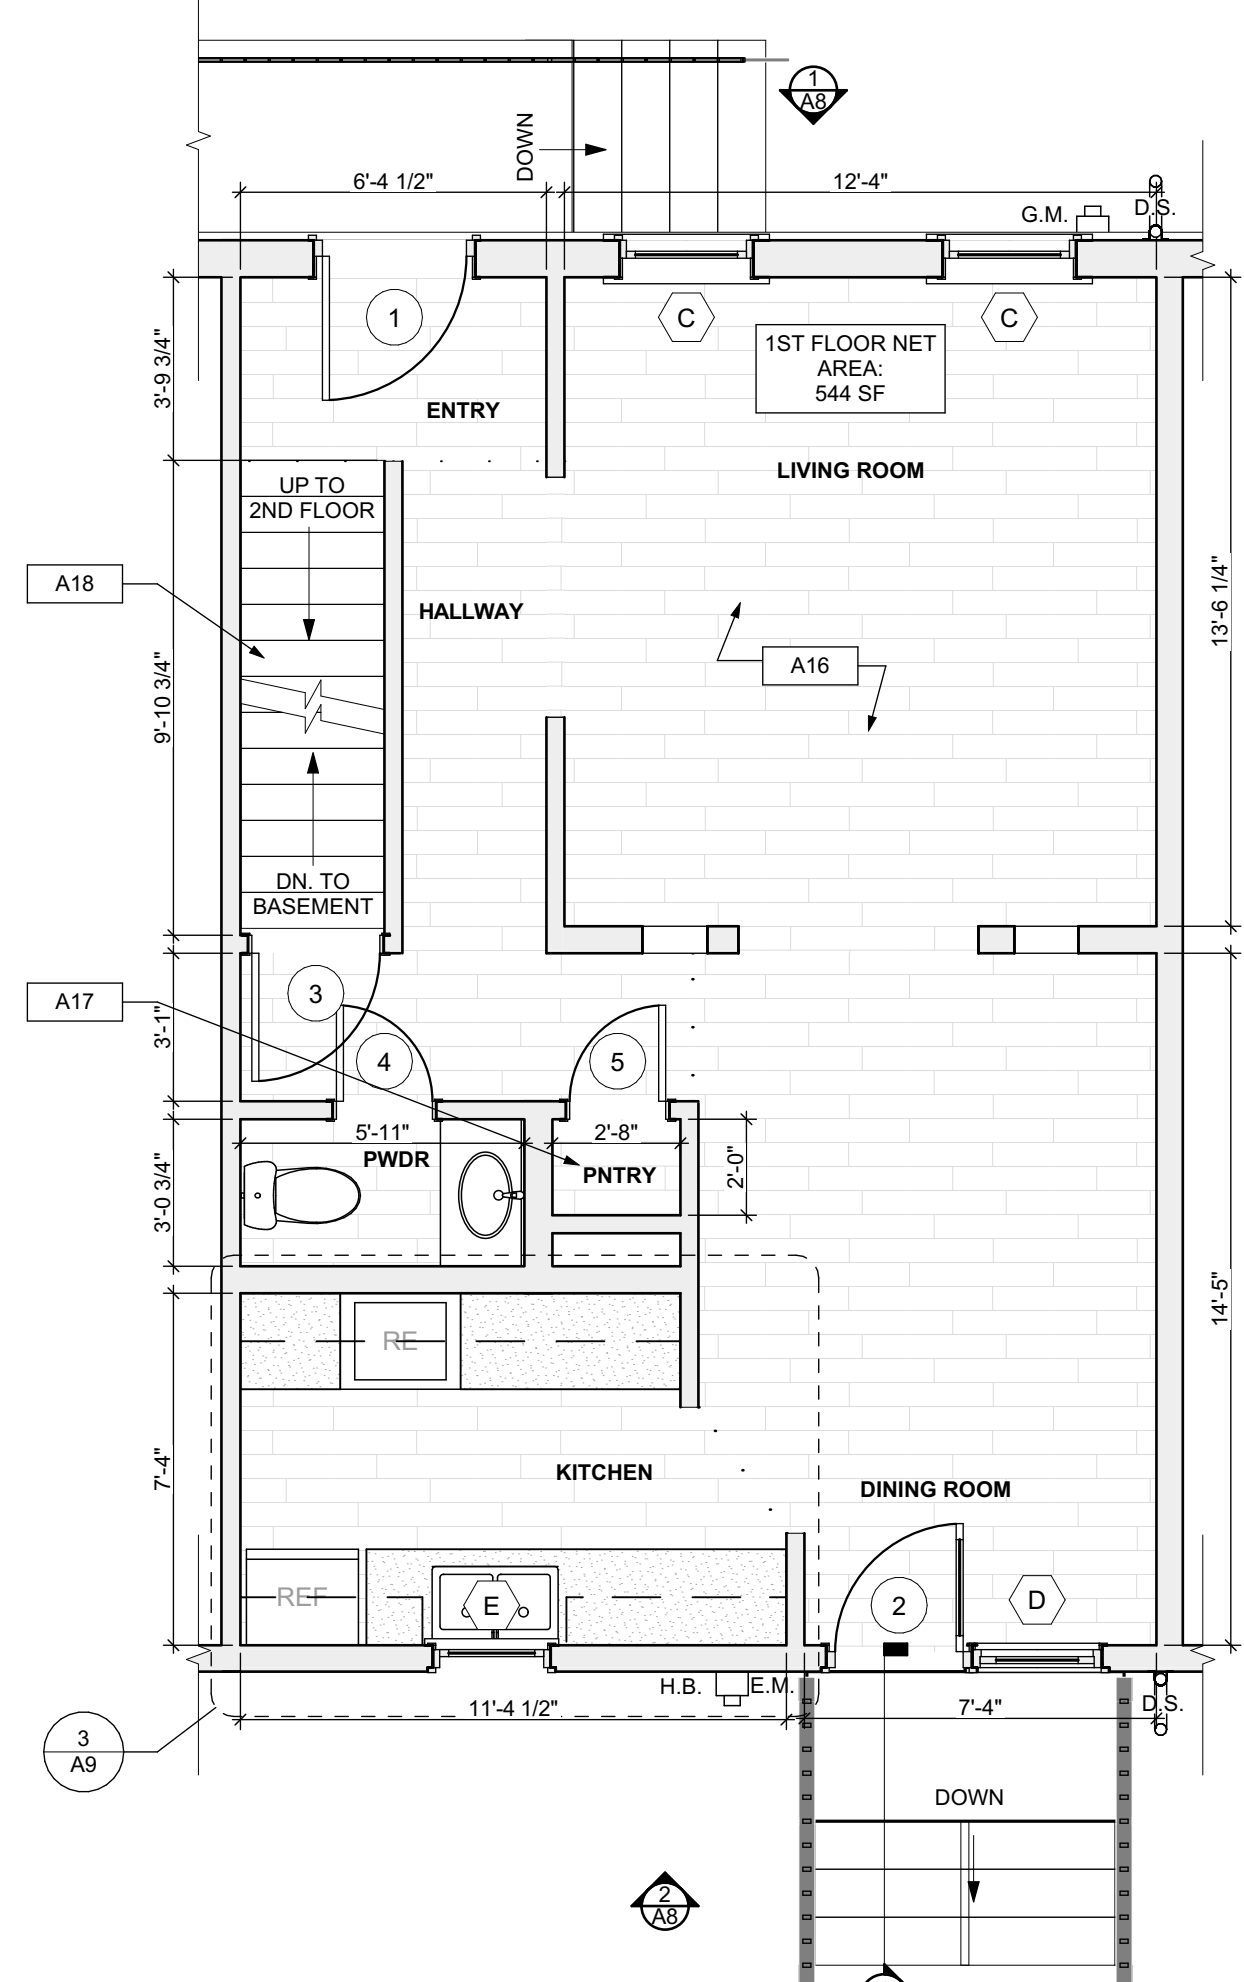 1
A8
DOWN
6'-4 1/2"
12'-4"
G.M.
D.S.
1
C
C
1ST FLOOR NET
AREA:
544 SF
3'-9 3/4"
ENTRY
LIVING ROOM
UP TO
2ND FLOOR
A18
HALLWAY
13'-6 1/4"
A16
9'-10 3/4"
DN. TO
BASEMENT
A17
3
3'-1"
4
5
5'-11"
2'-8"
PWDR
PNTRY
2'-0"
3'-0 3/4"
14'-5"
RE
7'-4"
KITCHEN
DINING ROOM
REF
E
2
D
H.B.
E.M.
D.S.
11'-4 1/2"
7'-4"
3
A9
DOWN
2
A8